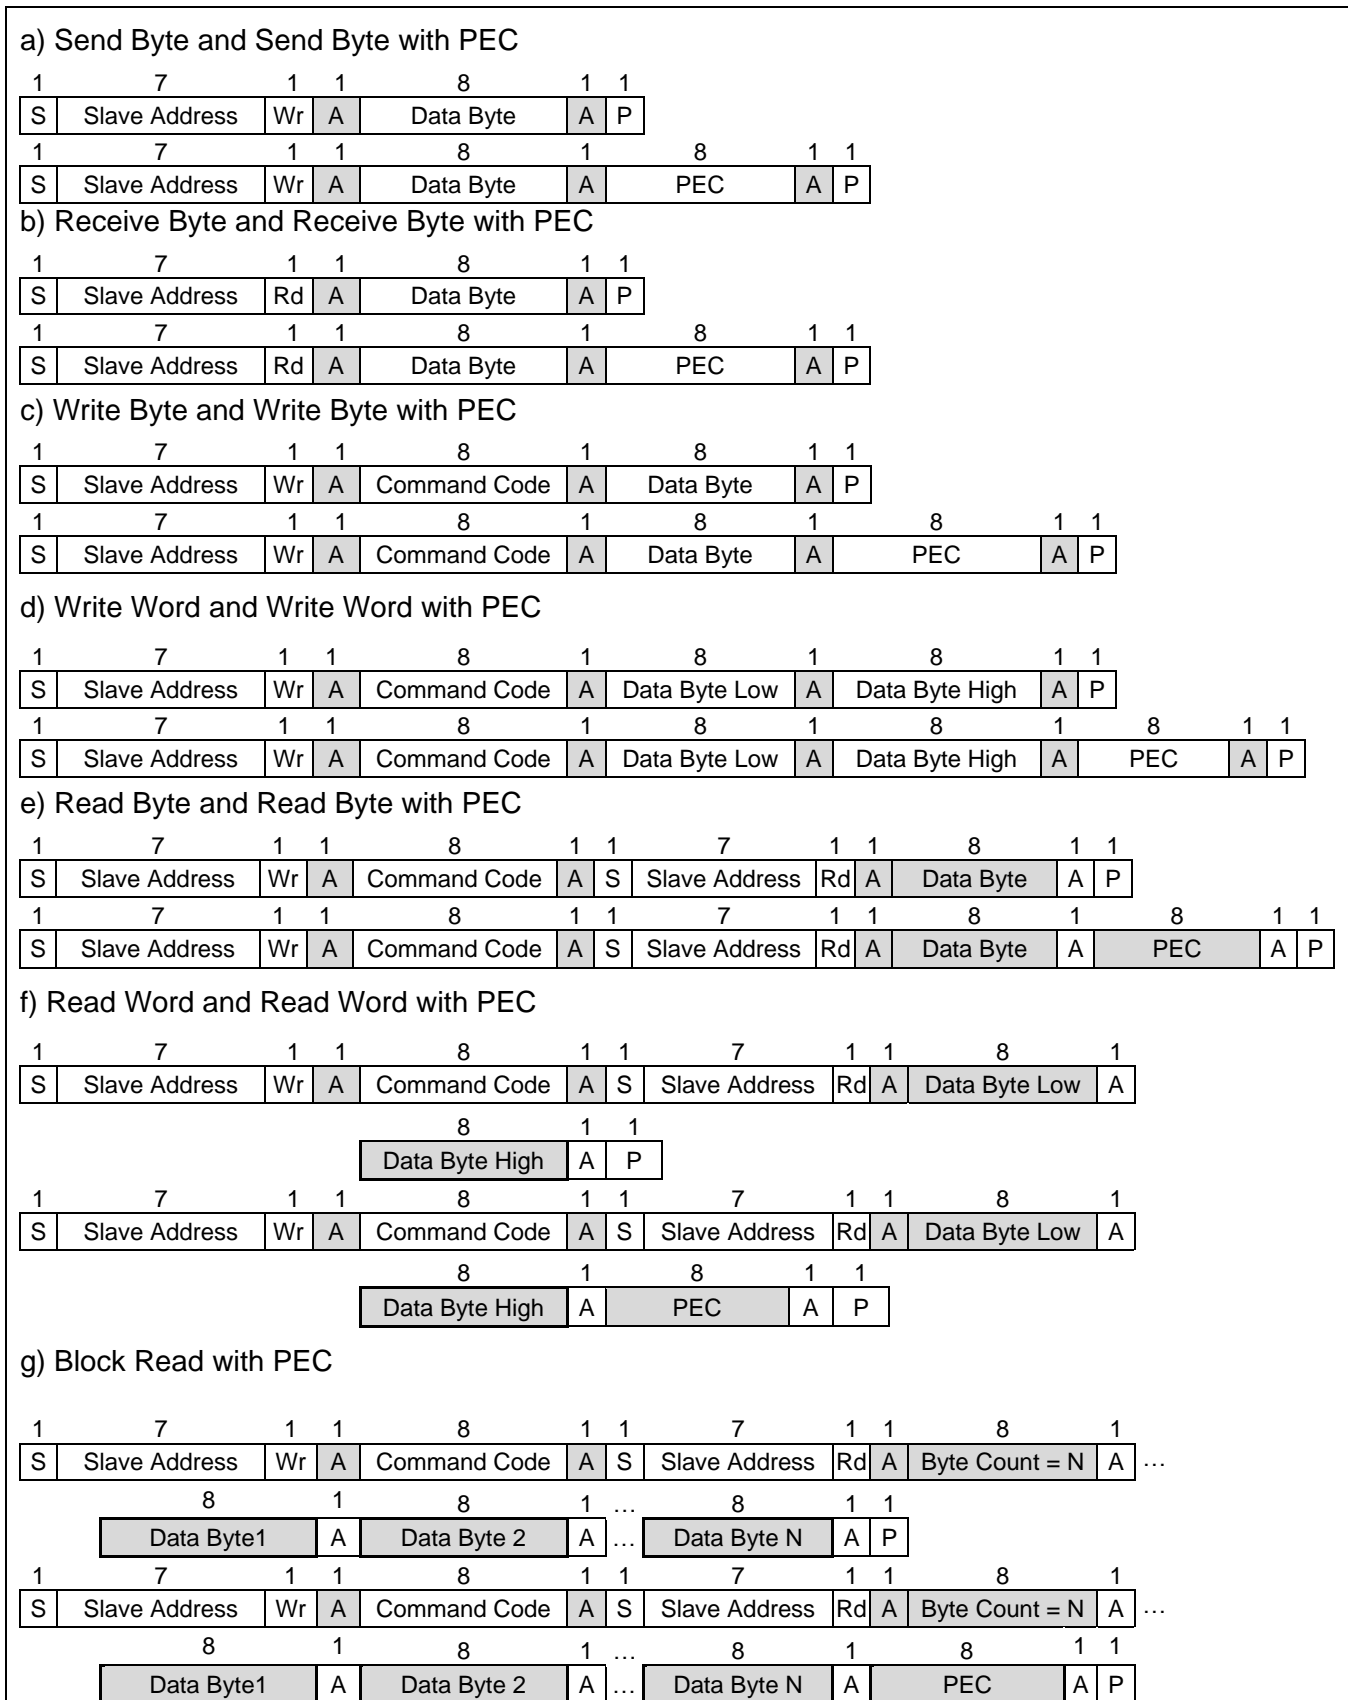 a) Send Byte and Send Byte with PEC
1 7 1 1 8 1 1
S Slave Address Wr A Data Byte A P
1 7 1 1 8 1 8 1 1
S Slave Address Wr A Data Byte A PEC A P
b) Receive Byte and Receive Byte with PEC
1 7 1 1 8 1 1
S Slave Address Rd A Data Byte A P
1 7 1 1 8 1 8 1 1
S Slave Address Rd A Data Byte A PEC A P
c) Write Byte and Write Byte with PEC
1 7 1 1 8 1 8 1 1
S Slave Address Wr A Command Code A Data Byte A P
1 7 1 1 8 1 8 1 8 1 1
S Slave Address Wr A Command Code A Data Byte A PEC A P
d) Write Word and Write Word with PEC
1 7 1 1 8 1 8 1 8 1 1
S Slave Address Wr A Command Code A Data Byte Low A Data Byte High A P
1 7 1 1 8 1 8 1 8 1 8 1 1
S Slave Address Wr A Command Code A Data Byte Low A Data Byte High A PEC A P
e) Read Byte and Read Byte with PEC
1 7 1 1 8 1 1 7 1 1 8 1 1
S Slave Address Wr A Command Code A S Slave Address Rd A Data Byte A P
1 7 1 1 8 1 1 7 1 1 8 1 8 1 1
S Slave Address Wr A Command Code A S Slave Address Rd A Data Byte A PEC A P
f) Read Word and Read Word with PEC
1 7 1 1 8 1 1 7 1 1 8 1
S Slave Address Wr A Command Code A S Slave Address Rd A Data Byte Low A
8 1 1
Data Byte High A P
1 7 1 1 8 1 1 7 1 1 8 1
S Slave Address Wr A Command Code A S Slave Address Rd A Data Byte Low A
8 1 8 1 1
Data Byte High A PEC A P
g) Block Read with PEC
1 7 1 1 8 1 1 7 1 1 8 1
S Slave Address Wr A Command Code A S Slave Address Rd A Byte Count = N A …
8 1 8 1 … 8 1 1
Data Byte1 A Data Byte 2 A … Data Byte N A P
1 7 1 1 8 1 1 7 1 1 8 1
S Slave Address Wr A Command Code A S Slave Address Rd A Byte Count = N A …
8 1 8 1 … 8 1 8 1 1
Data Byte1 A Data Byte 2 A … Data Byte N A PEC A P